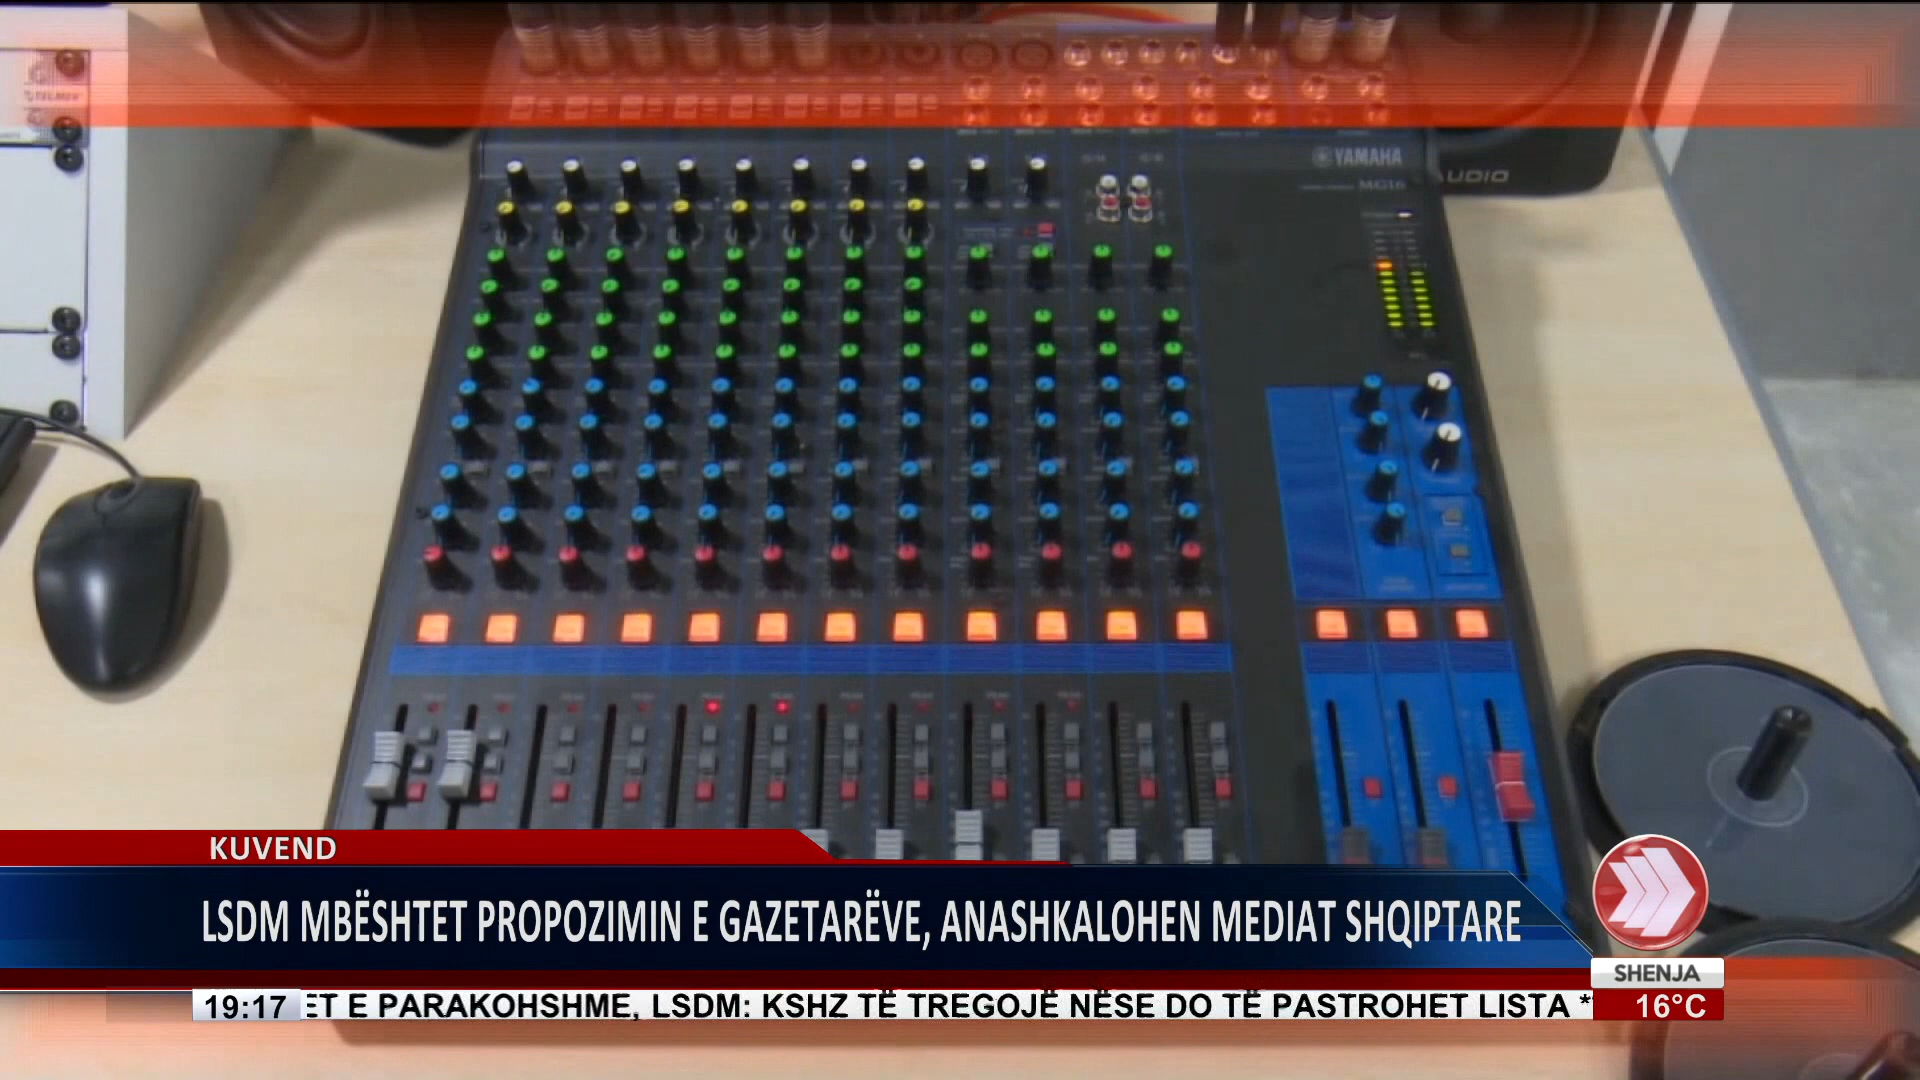 YAMAHA
MG16
AUDIO
KUVEND
LSDM MBËSHTET PROPOZIMIN E GAZETARËVE, ANASHKALOHEN MEDIAT SHQIPTARE
SHENJA
19:17 ET E PARAKOHSHME, LSDM: KSHZ TË TREGOJË NËSE DO TË PASTROHET LISTA *
16°C